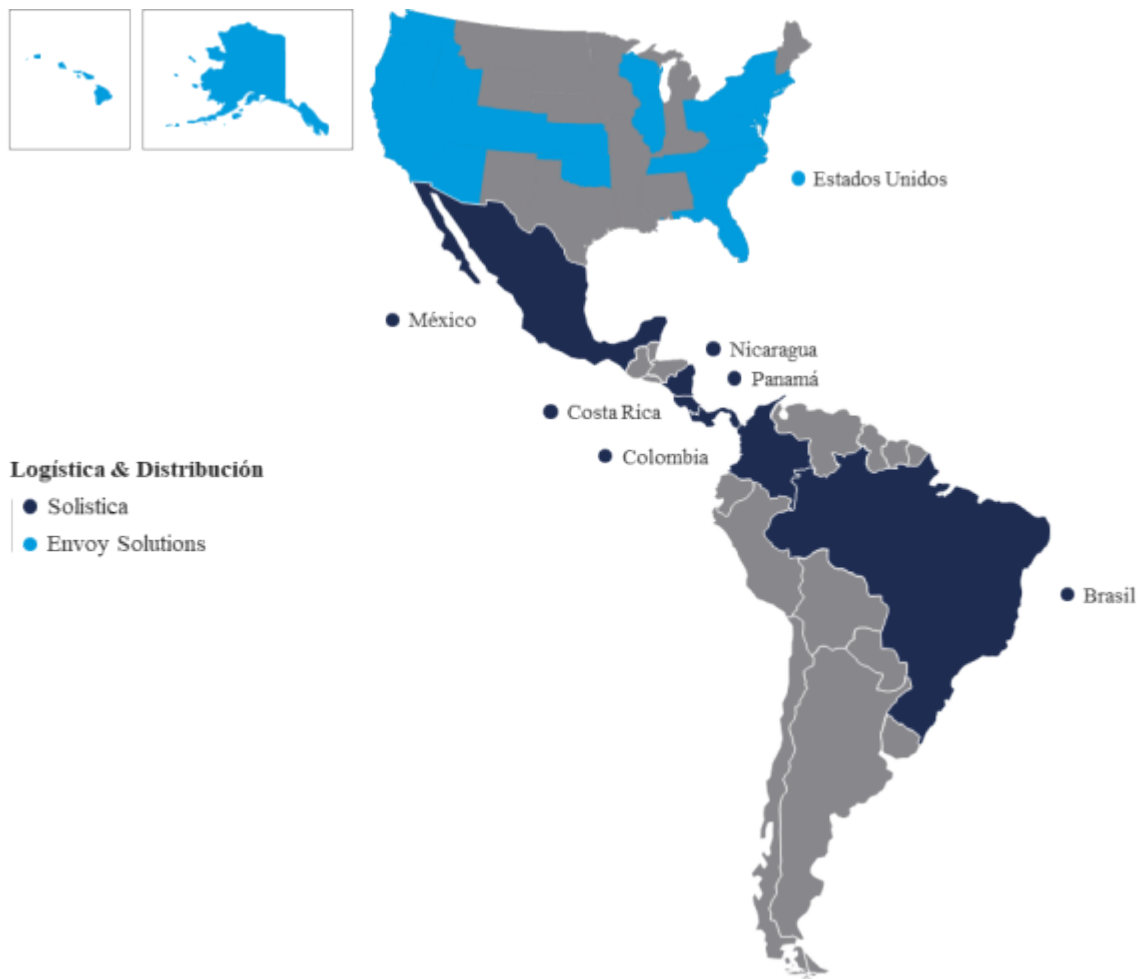 Estados Unidos
México
Nicaragua
Panamá
Costa Rica
Colombia
Logística & Distribución
Solistica
Envoy Solutions
Brasil